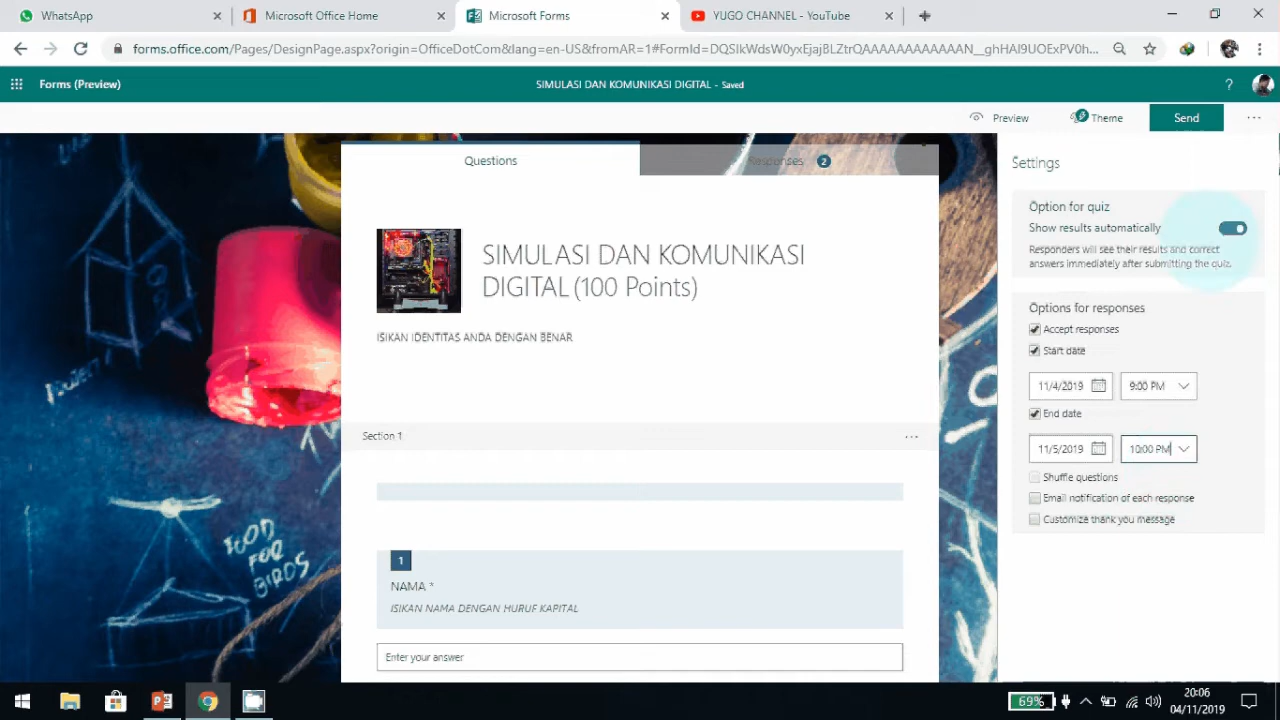 WhatsApp
Microsoft Office Home
Microsoft Forms
YUGO CHANNEL - YouTube
forms.office.com/Pages/DesignPage.aspx?origin=OfficeDotCom&lang=en-US&fromAR=1#FormId=DQSIkWdsW0yxEjajBLZtrQAAAAAAAAAAAAN__ghHAI9UOExPV0h...
Forms (Preview)
SIMULASI DAN KOMUNIKASI DIGITAL - Saved
?
Preview
Theme
Send
Questions
Responses 2
SIMULASI DAN KOMUNIKASI
DIGITAL (100 Points)
ISIKAN IDENTITAS ANDA DENGAN BENAR
Section 1
1
NAMA *
ISIKAN NAMA DENGAN HURUF KAPITAL
Enter your answer
FOOD
FOR
BIRDS
Settings
Option for quiz
Show results automatically
Responders will see their results and correct
answers immediately after submitting the quiz.
Options for responses
Accept responses
Start date
11/4/2019 9:00 PM
End date
11/5/2019 10:00 PM
Shuffle questions
Email notification of each response
Customize thank you message
69%
20:06
04/11/2019